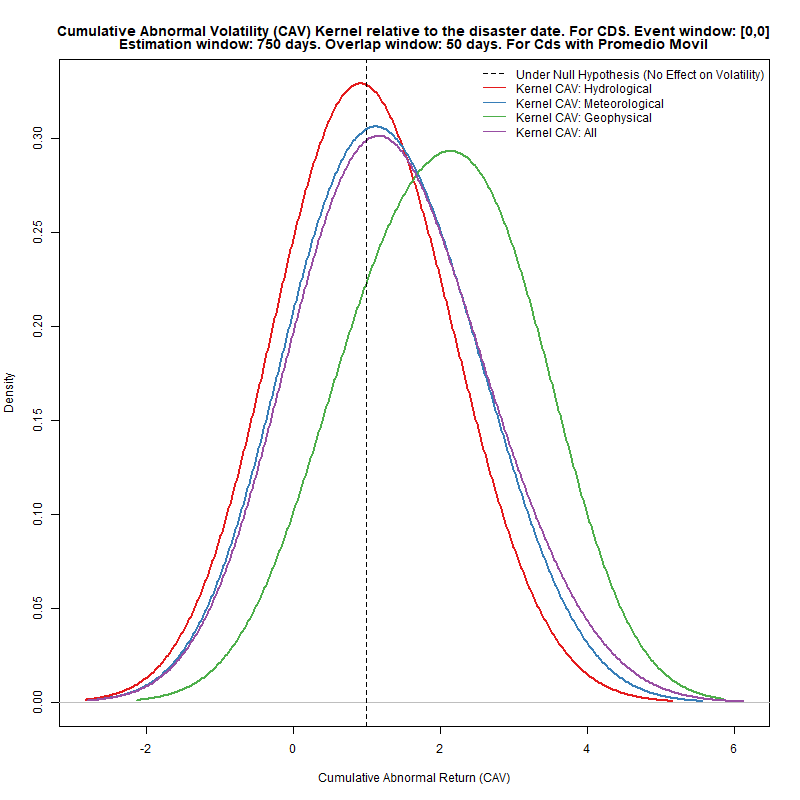 Cumulative Abnormal Volatility (CAV) Kernel relative to the disaster date. For CDS. Event window: [0,0]
Estimation window: 750 days. Overlap window: 50 days. For Cds with Promedio Movil
Under Null Hypothesis (No Effect on Volatility)
Kernel CAV: Hydrological
Kernel CAV: Meteorological
Kernel CAV: Geophysical
Kernel CAV: All
0.30
0.25
0.20
0.15
0.10
0.05
0.00
Density
-2 0 2 4 6
Cumulative Abnormal Return (CAV)